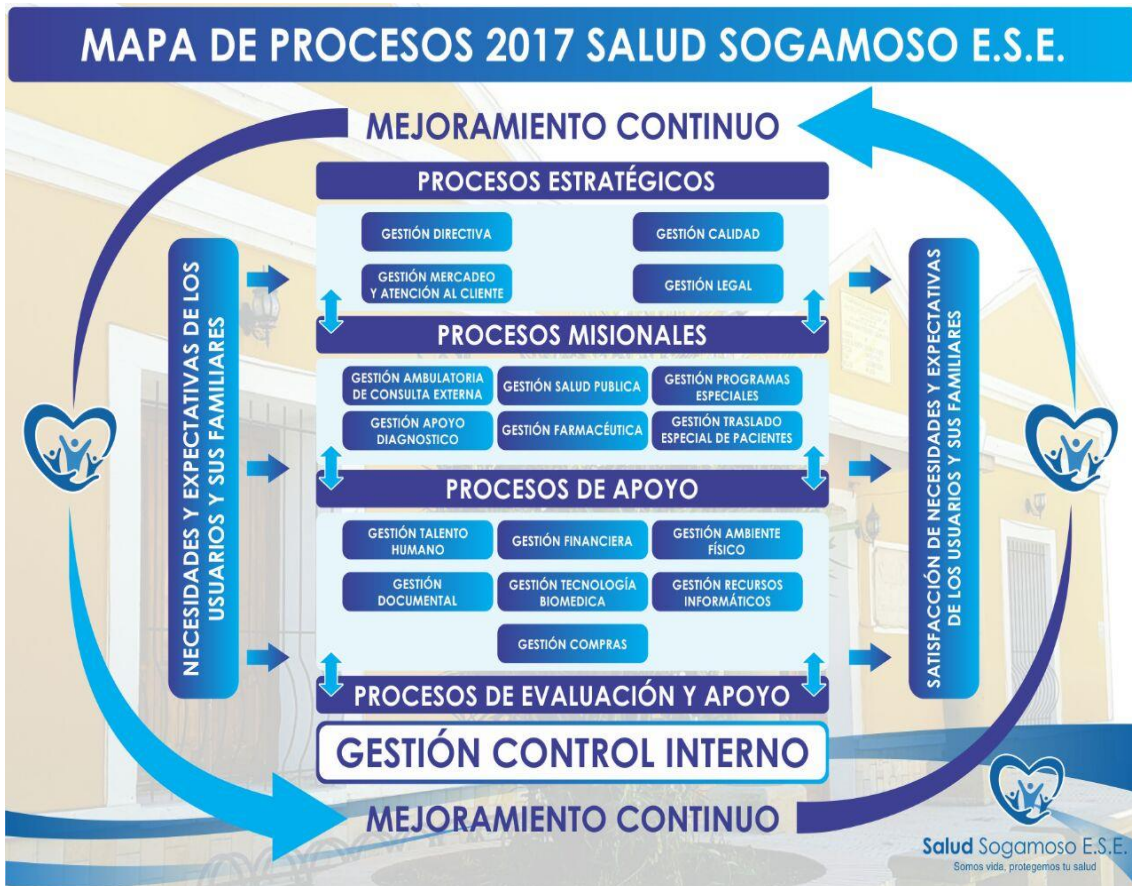 MAPA DE PROCESOS 2017 SALUD SOGAMOSO E.S.E.
MEJORAMIENTO CONTINUO
NECESIDADES Y EXPECTATIVAS DE LOS
USUARIOS Y SUS FAMILIARES
PROCESOS ESTRATÉGICOS
GESTIÓN DIRECTIVA
GESTIÓN CALIDAD
GESTIÓN MERCADEO
Y ATENCIÓN AL CLIENTE
GESTIÓN LEGAL
PROCESOS MISIONALES
GESTIÓN AMBULATORIA
DE CONSULTA EXTERNA
GESTIÓN SALUD PUBLICA
GESTIÓN PROGRAMAS
ESPECIALES
GESTIÓN APOYO
DIAGNOSTICO
GESTIÓN FARMACÉUTICA
GESTIÓN TRASLADO
ESPECIAL DE PACIENTES
PROCESOS DE APOYO
GESTIÓN TALENTO
HUMANO
GESTIÓN FINANCIERA
GESTIÓN AMBIENTE
FÍSICO
GESTIÓN
DOCUMENTAL
GESTIÓN TECNOLOGÍA
BIOMEDICA
GESTIÓN RECURSOS
INFORMÁTICOS
GESTIÓN COMPRAS
PROCESOS DE EVALUACIÓN Y APOYO
GESTIÓN CONTROL INTERNO
SATISFACCIÓN DE NECESIDADES Y EXPECTATIVAS
DE LOS USUARIOS Y SUS FAMILIARES
MEJORAMIENTO CONTINUO
Salud Sogamoso E.S.E.
Somos vida, protegemos tu salud